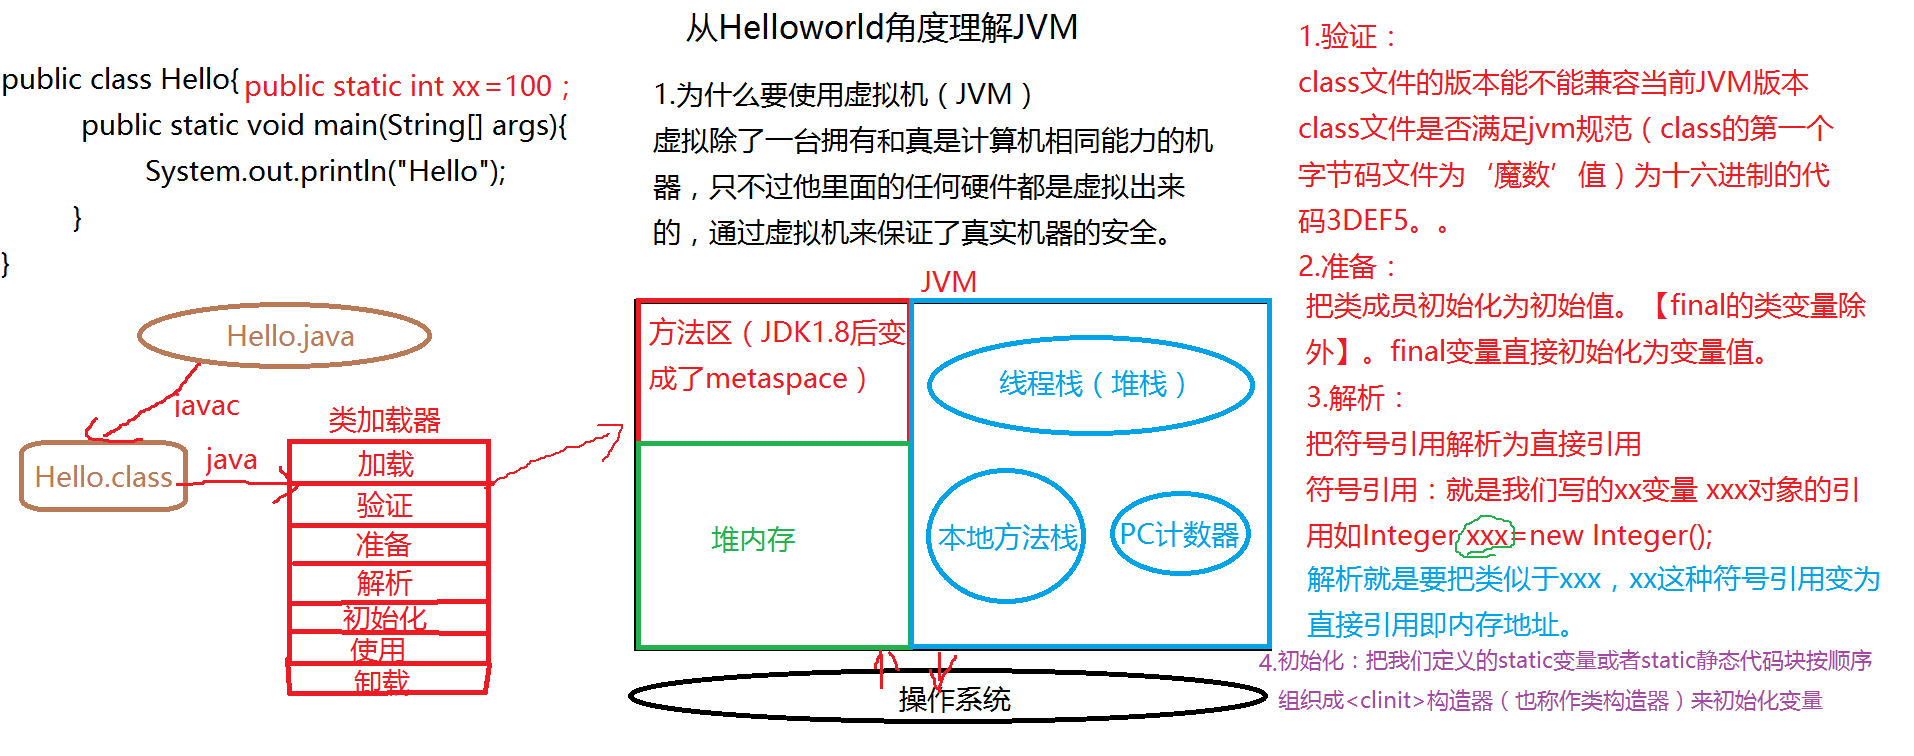 从Helloworld角度理解JVM
public class Hello{ public static int xx=100；
public static void main(String[] args){
System.out.println("Hello");
}
}
Hello.java
javac
Hello.class
java
类加载器
加载
验证
准备
解析
初始化
使用
卸载
1.为什么要使用虚拟机（JVM）
虚拟除了一台拥有和真是计算机相同能力的机
器，只不过他里面的任何硬件都是虚拟出来
的，通过虚拟机来保证了真实机器的安全。
JVM
方法区（JDK1.8后变
成了metaspace）
堆内存
线程栈（堆栈）
本地方法栈
PC计数器
操作系统
1.验证：
class文件的版本能不能兼容当前JVM版本
class文件是否满足jvm规范（class的第一个
字节码文件为‘魔数’值）为十六进制的代
码3DEF5。。
2.准备：
把类成员初始化为初始值。【final的类变量除
外】。final变量直接初始化为变量值。
3.解析：
把符号引用解析为直接引用
符号引用：就是我们写的xx变量 xxx对象的引
用如Integer xxx=new Integer();
解析就是要把类似于xxx，xx这种符号引用变为
直接引用即内存地址。
4.初始化：把我们定义的static变量或者static静态代码块按顺序
组织成<clinit>构造器（也称作类构造器）来初始化变量